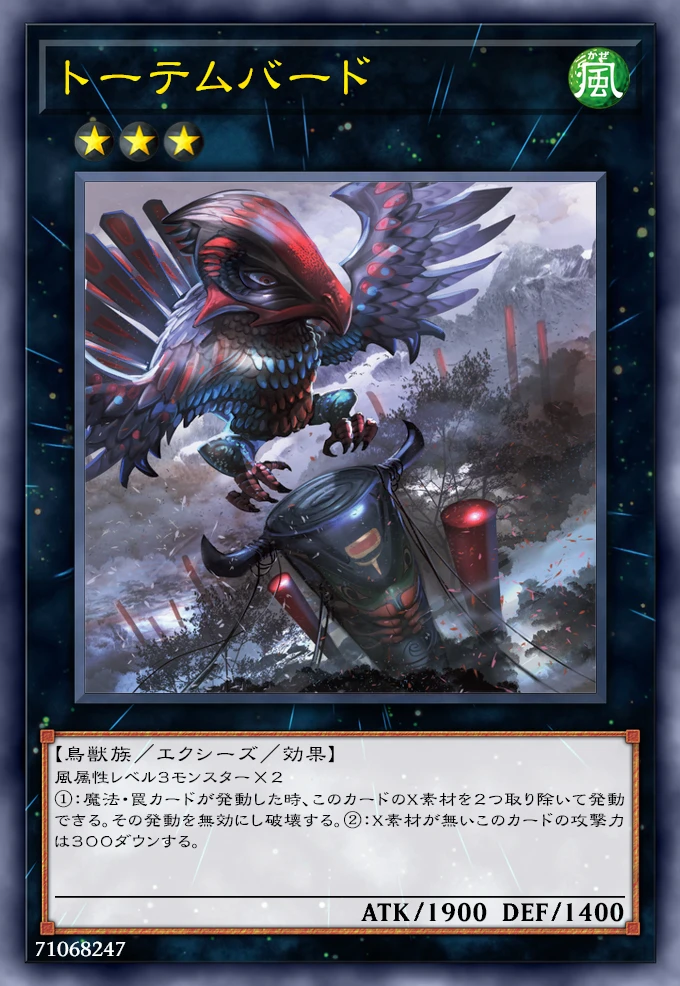 トーテムバード
かぜ
風
【鳥獣族／エクシーズ／効果】
風属性レベル3モンスター×2
①：魔法・罠カードが発動した時、このカードのX素材を2つ取り除いて発動
できる。その発動を無効にし破壊する。②：X素材が無いこのカードの攻撃力
は300ダウンする。
ATK/1900 DEF/1400
71068247